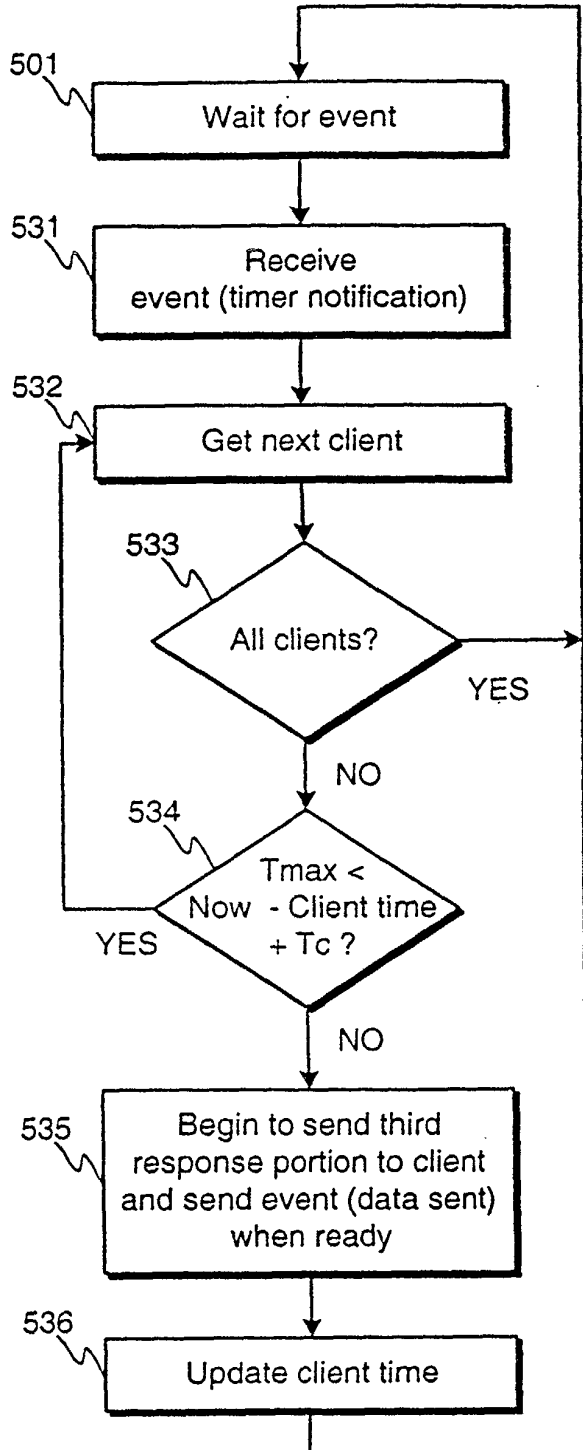 501
Wait for event
531
Receive
event (timer notification)
532
Get next client
533
All clients?
YES
NO
534
Tmax <
Now - Client time
+ Tc ?
YES
NO
535
Begin to send third
response portion to client
and send event (data sent)
when ready
536
Update client time